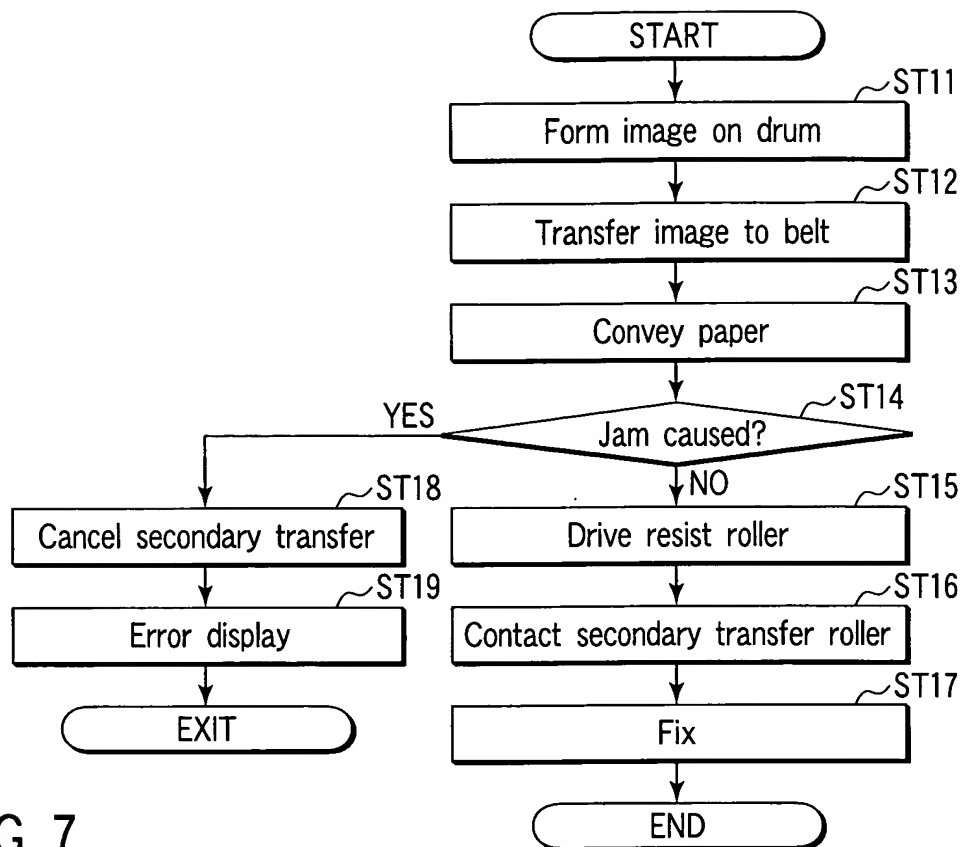 START
ST11
Form image on drum
ST12
Transfer image to belt
ST13
Convey paper
ST14
Jam caused?
YES
NO
ST18
Cancel secondary transfer
ST19
Error display
EXIT
ST15
Drive resist roller
ST16
Contact secondary transfer roller
ST17
Fix
END
G. 7